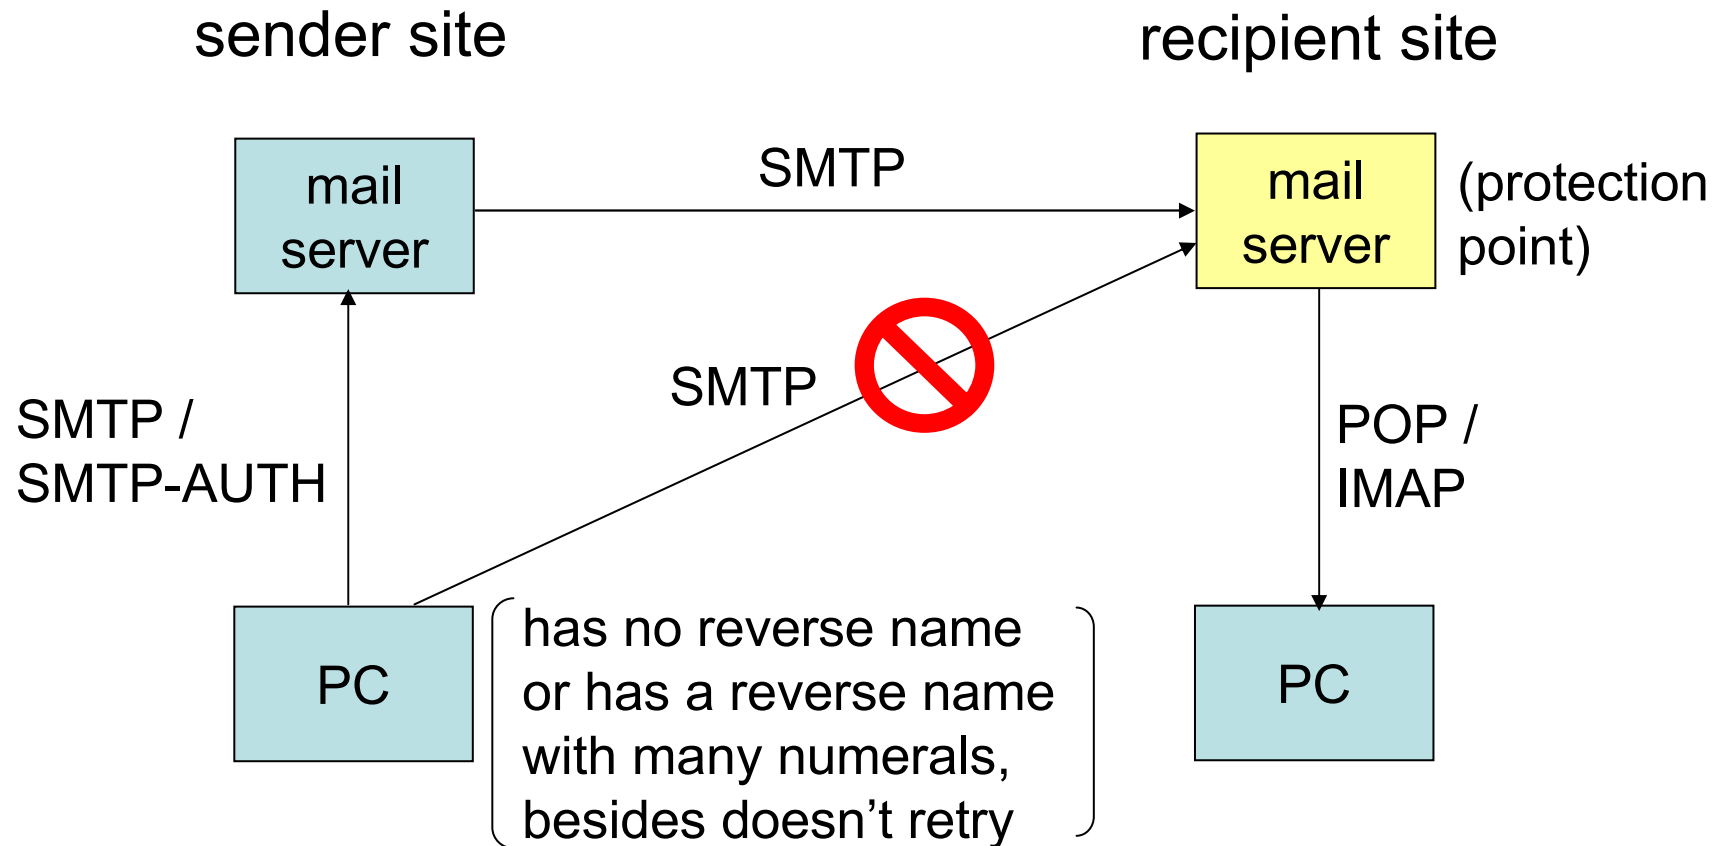 sender site
recipient site
mail
server
SMTP
mail
server
(protection
point)
SMTP
SMTP /
SMTP-AUTH
POP /
IMAP
PC
has no reverse name
or has a reverse name
with many numerals,
besides doesn’t retry
PC